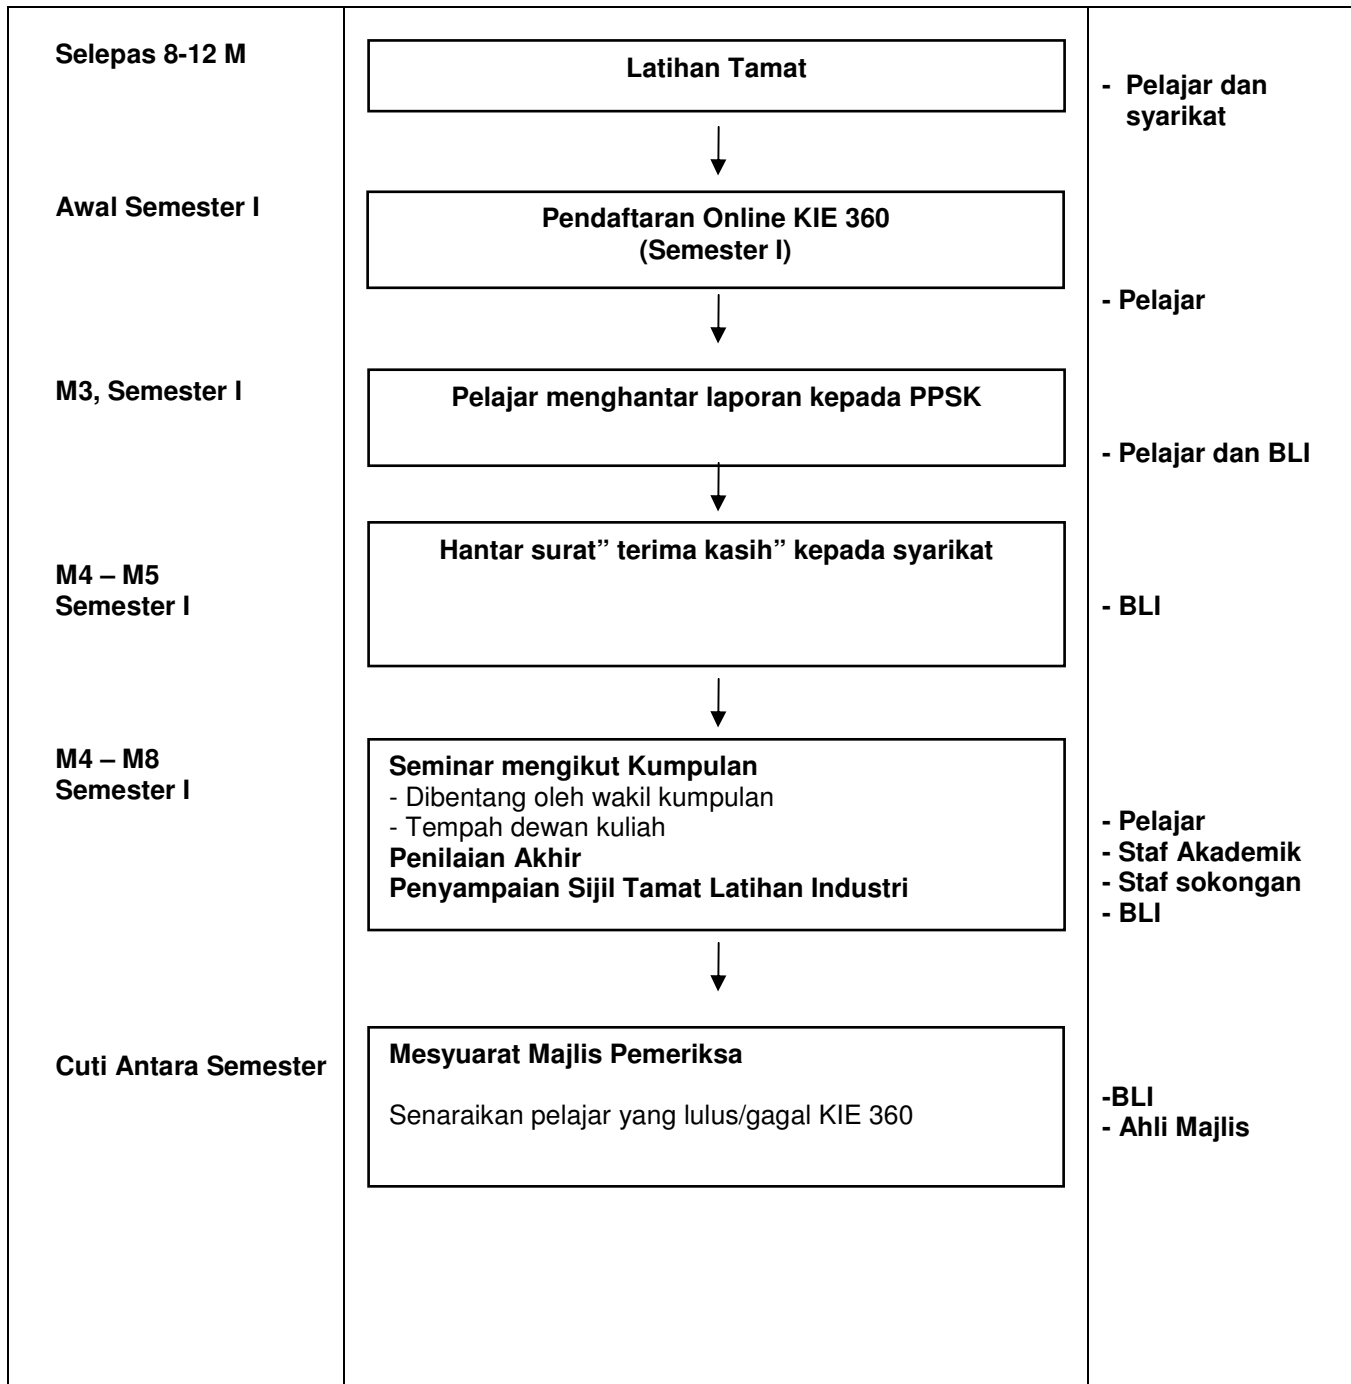 Selepas 8-12 M
Latihan Tamat
- Pelajar dan
syarikat
Awal Semester I
Pendaftaran Online KIE 360
(Semester I)
- Pelajar
M3, Semester I
Pelajar menghantar laporan kepada PPSK
- Pelajar dan BLI
M4 – M5
Semester I
Hantar surat” terima kasih” kepada syarikat
- BLI
M4 – M8
Semester I
Seminar mengikut Kumpulan
- Dibentang oleh wakil kumpulan
- Tempah dewan kuliah
Penilaian Akhir
Penyampaian Sijil Tamat Latihan Industri
- Pelajar
- Staf Akademik
- Staf sokongan
- BLI
Cuti Antara Semester
Mesyuarat Majlis Pemeriksa
Senaraikan pelajar yang lulus/gagal KIE 360
-BLI
- Ahli Majlis